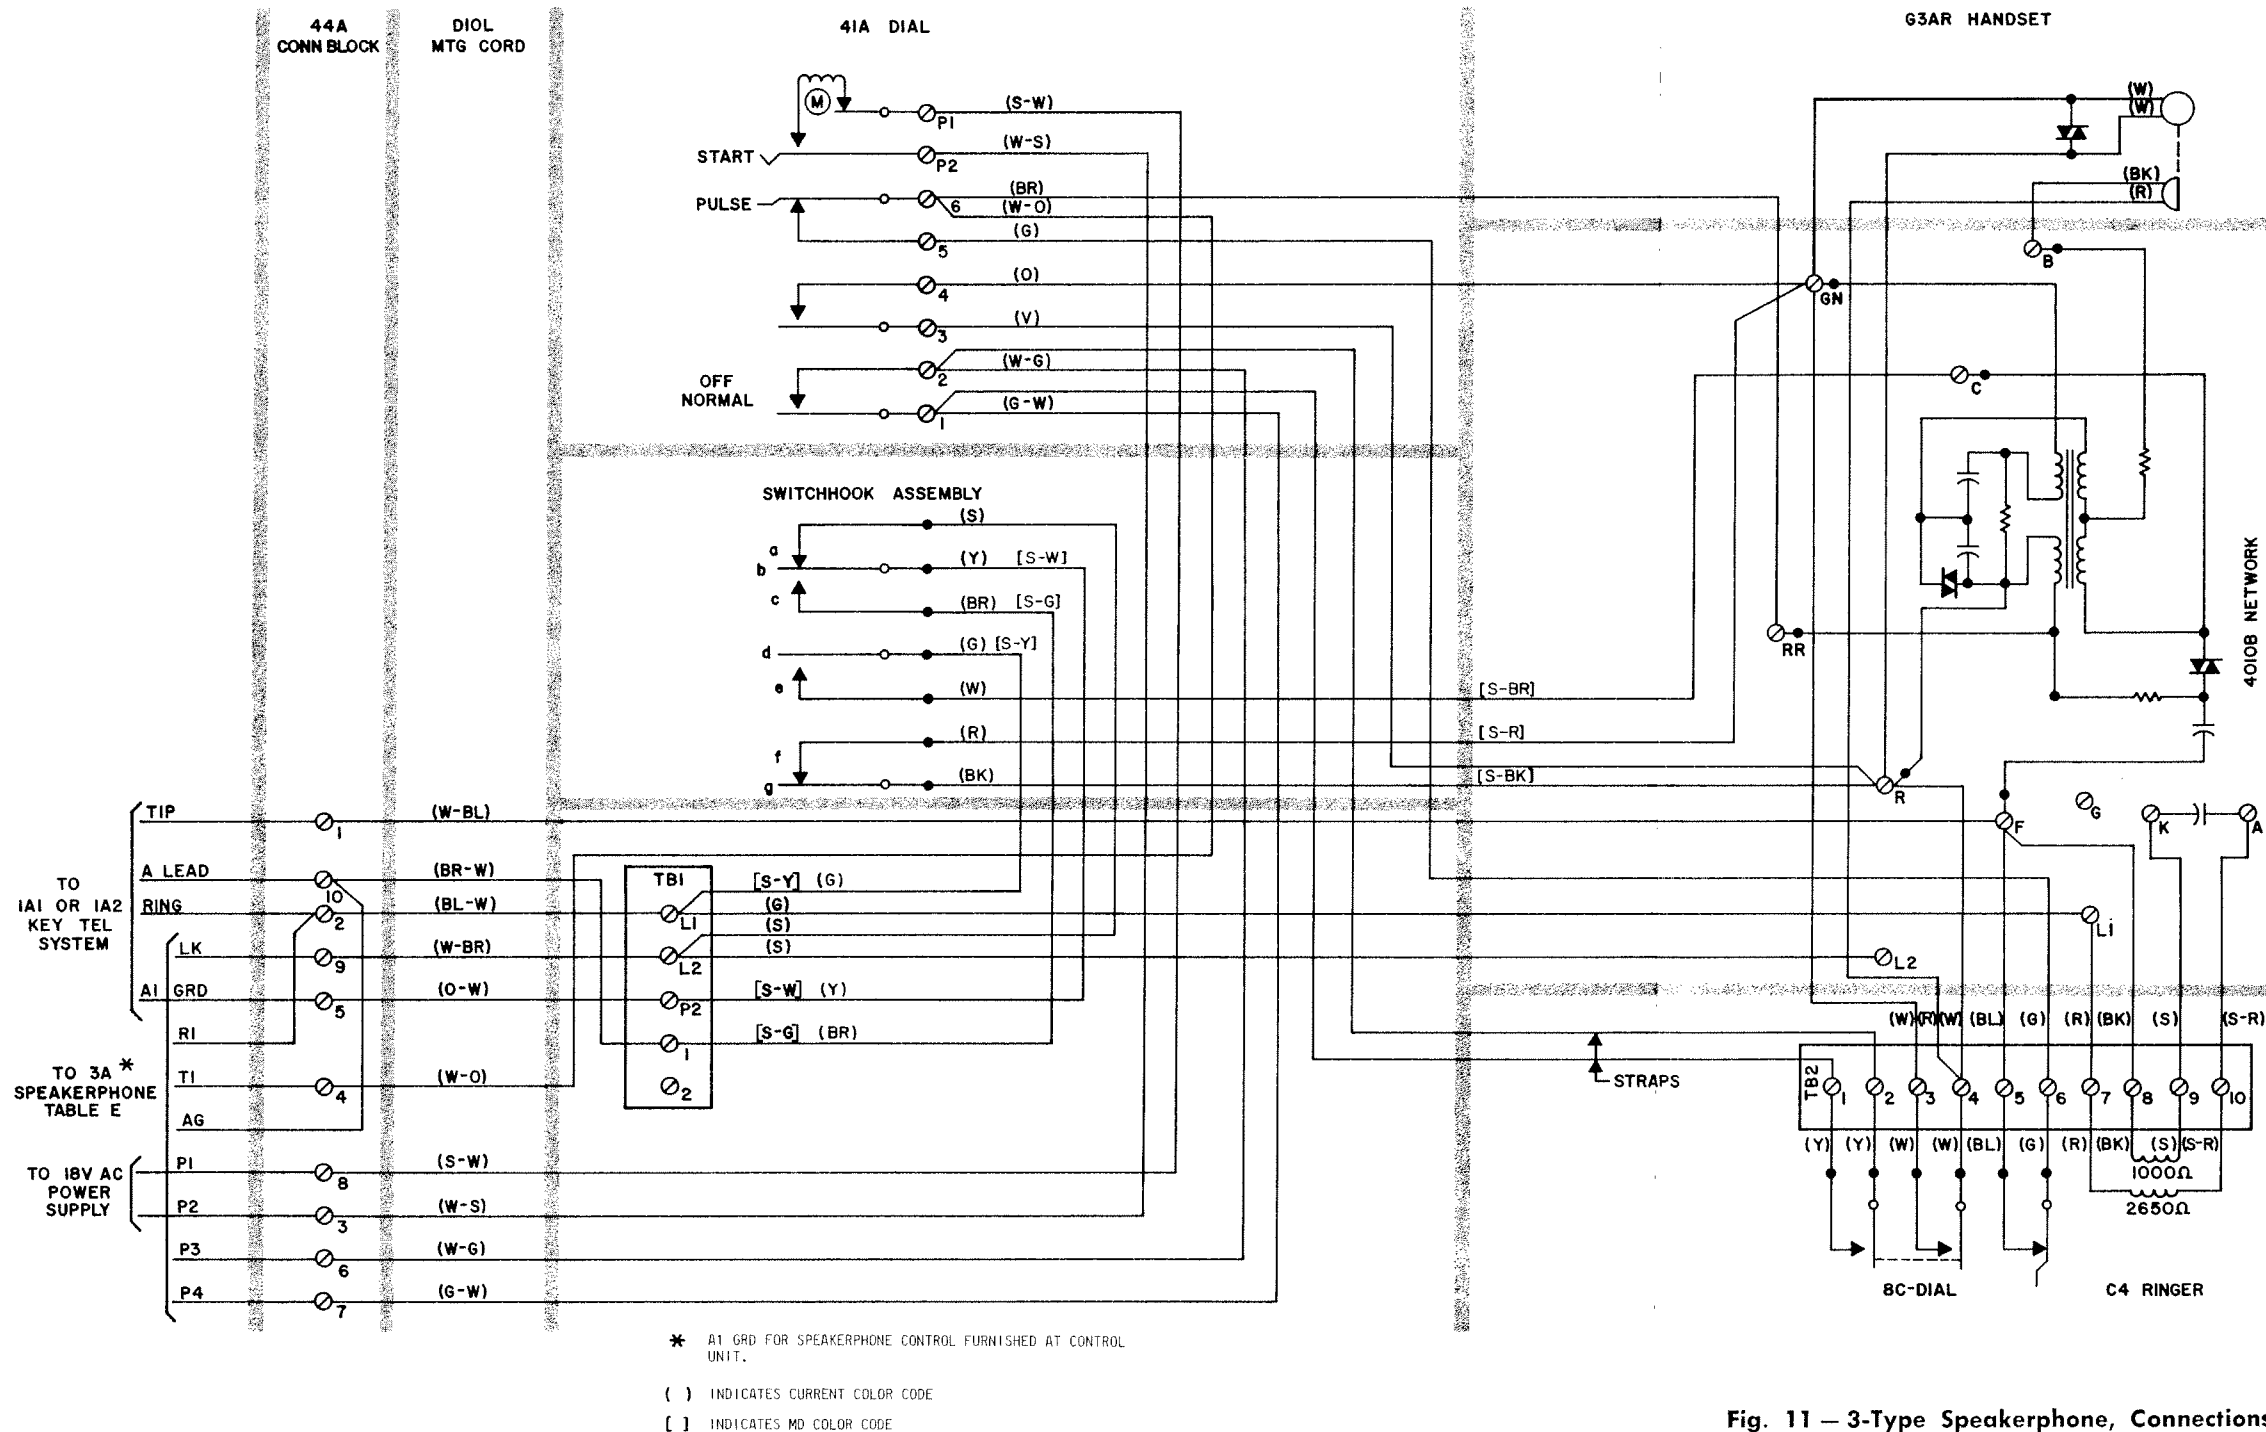 44A
CONN BLOCK
DIOL
MTG CORD
41A DIAL
G3AR HANDSET
M
P1
(S-W)
START
P2
(W-S)
PULSE
6
(BR)
(W-O)
5
(G)
4
(O)
3
(V)
2
(W-G)
OFF
NORMAL
1
(G-W)
(W)
(W)
(BK)
(R)
B
GN
C
RR
R
F
G
K
A
L1
L2
4010B NETWORK
SWITCHHOOK ASSEMBLY
a
(S)
b
(Y) [S-W]
c
(BR) [S-G]
d
(G) [S-Y]
e
(W)
[S-BR]
f
(R)
[S-R]
g
(BK)
[S-BK]
TO
1A1 OR 1A2
KEY TEL
SYSTEM
TIP
1
(W-BL)
A LEAD
10
(BR-W)
RING
2
(BL-W)
LK
9
(W-BR)
A1 GRD
5
(O-W)
R1
TO 3A *
SPEAKERPHONE
TABLE E
T1
4
(W-O)
AG
TO 18V AC
POWER
SUPPLY
P1
8
(S-W)
P2
3
(W-S)
P3
6
(W-G)
P4
7
(G-W)
TB1
L1
[S-Y] (G)
(G)
(S)
L2
(S)
P2
[S-W] (Y)
1
[S-G] (BR)
2
STRAPS
(W) (R) (W) (BL) (G) (R) (BK) (S) (S-R)
TB2
1 2 3 4 5 6 7 8 9 10
(Y) (Y) (W) (W) (BL) (G) (R) (BK) (S) (S-R)
1000Ω
2650Ω
8C-DIAL
C4 RINGER
* A1 GRD FOR SPEAKERPHONE CONTROL FURNISHED AT CONTROL
UNIT.
( ) INDICATES CURRENT COLOR CODE
[ ] INDICATES MD COLOR CODE
Fig. 11 — 3-Type Speakerphone, Connections